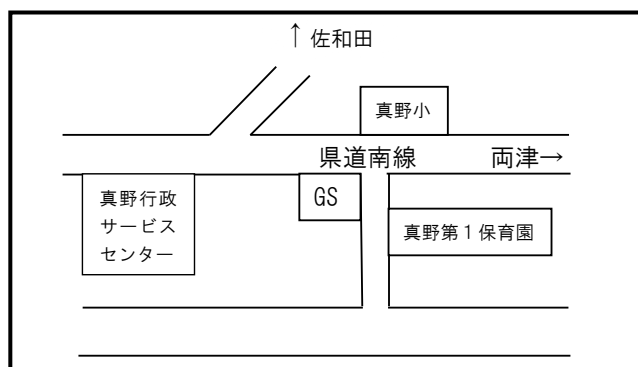 ↑ 佐和田
真野小
県道南線
両津→
真野行政
サービス
センター
GS
真野第１保育園